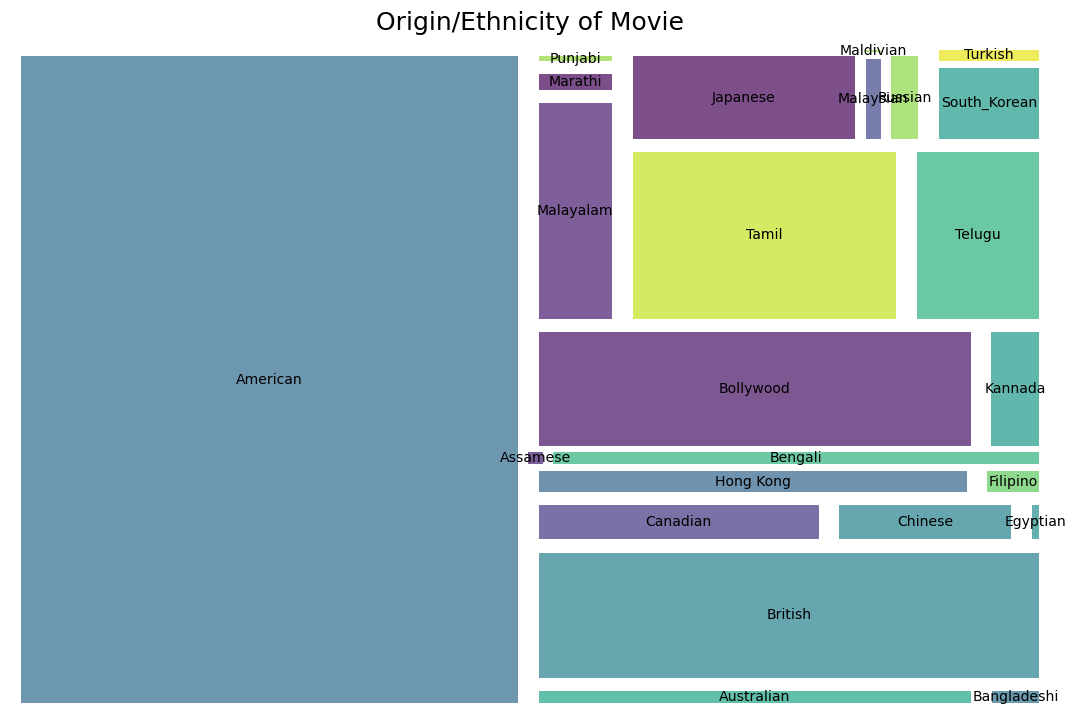 Origin/Ethnicity of Movie
Punjabi
Marathi
Malayalam
Japanese
Maldivian
Malaysian
Russian
Turkish
South_Korean
Tamil
Telugu
American
Bollywood
Kannada
Assamese
Bengali
Hong Kong
Filipino
Canadian
Chinese
Egyptian
British
Australian
Bangladeshi